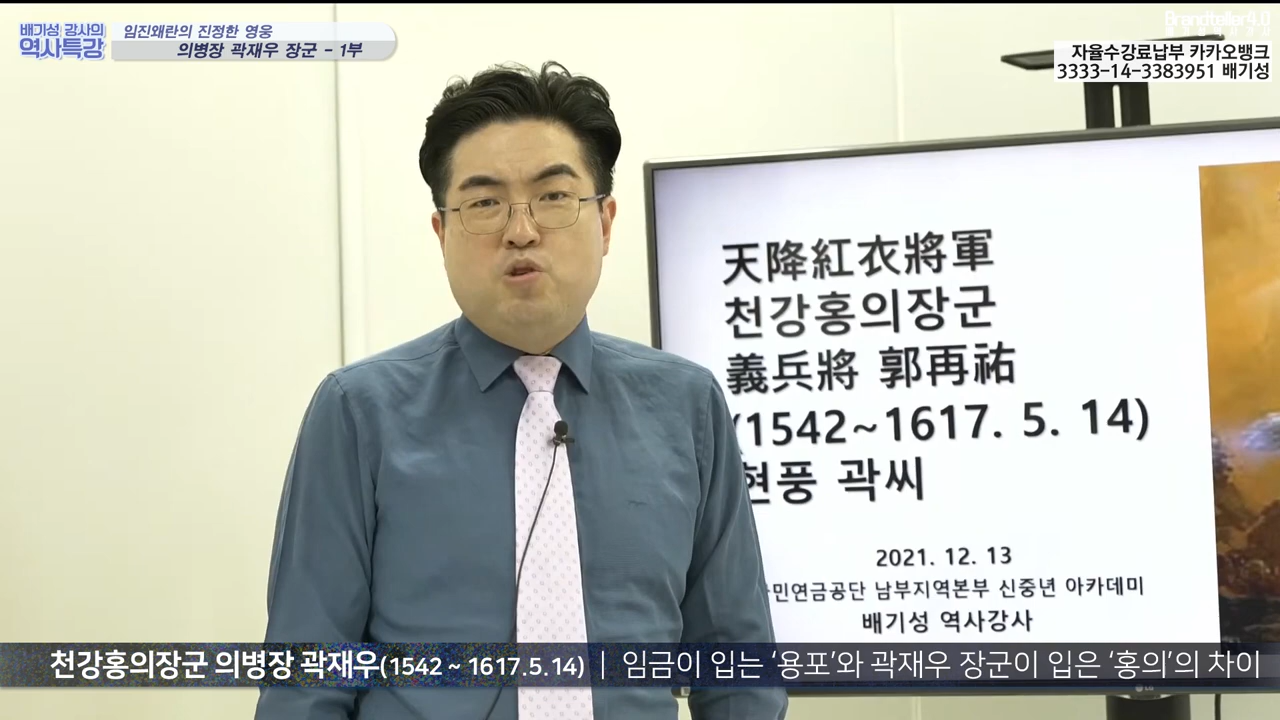 배기성 강사의
역사특강
임진왜란의 진정한 영웅
의병장 곽재우 장군 - 1부
Brandteller4.0
자율수강료납부 카카오뱅크
3333-14-3383951 배기성
天降紅衣將軍
천강홍의장군
義兵將 郭再祐
(1542~1617. 5. 14)
현풍 곽씨
2021. 12. 13
민연금공단 남부지역본부 신중년 아카데미
배기성 역사강사
천강홍의장군 의병장 곽재우(1542 ~ 1617.5.14) | 임금이 입는 ‘용포’와 곽재우 장군이 입은 ‘홍의’의 차이
LG